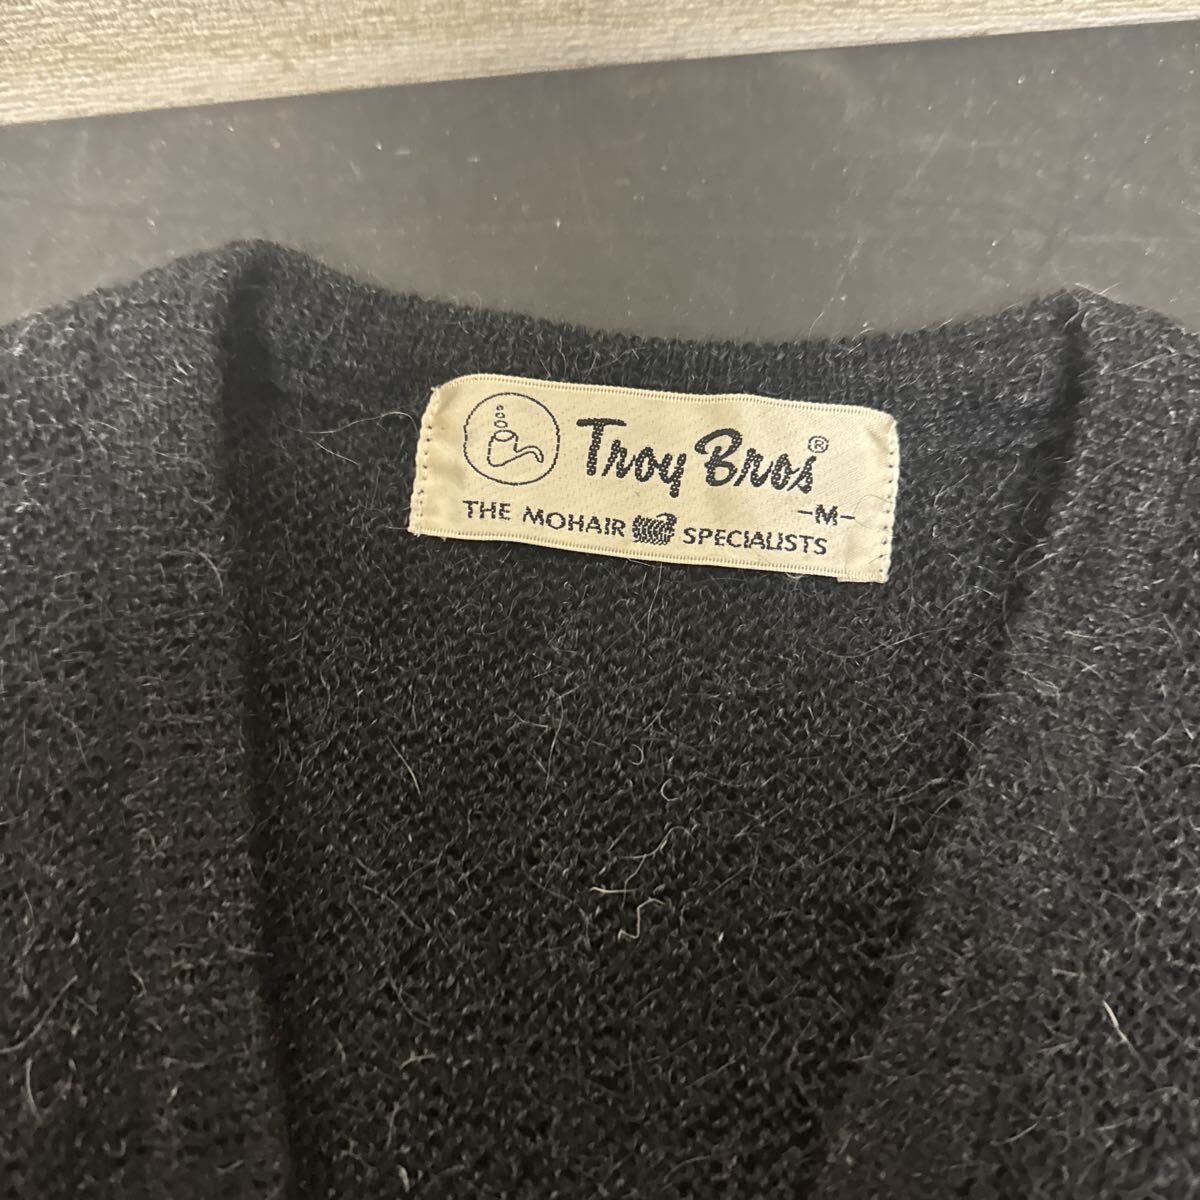 Troy Bros®
-M-
THE MOHAIR SPECIALISTS